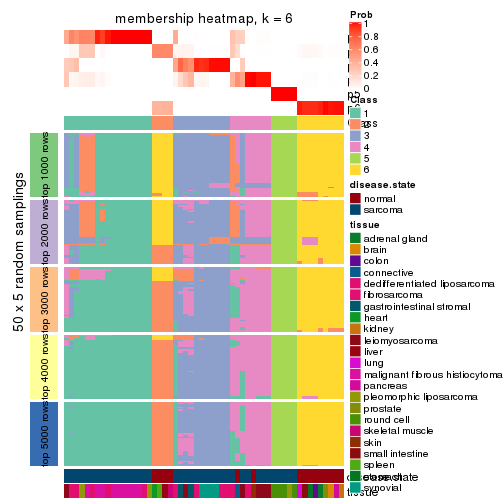 membership heatmap, k = 6
50 x 5 random samplings
top 1000 rows
top 2000 rows
top 3000 rows
top 4000 rows
top 5000 rows
Prob
1
0.8
0.6
0.4
0.2
0
Class
1
2
3
4
5
6
disease.state
normal
sarcoma
tissue
adrenal gland
brain
colon
connective
dedifferentiated liposarcoma
fibrosarcoma
gastrointestinal stromal
heart
kidney
leiomyosarcoma
liver
lung
malignant fibrous histiocytoma
pancreas
pleomorphic liposarcoma
prostate
round cell
skeletal muscle
skin
small intestine
spleen
stomach
synovial
disease.state
tissue